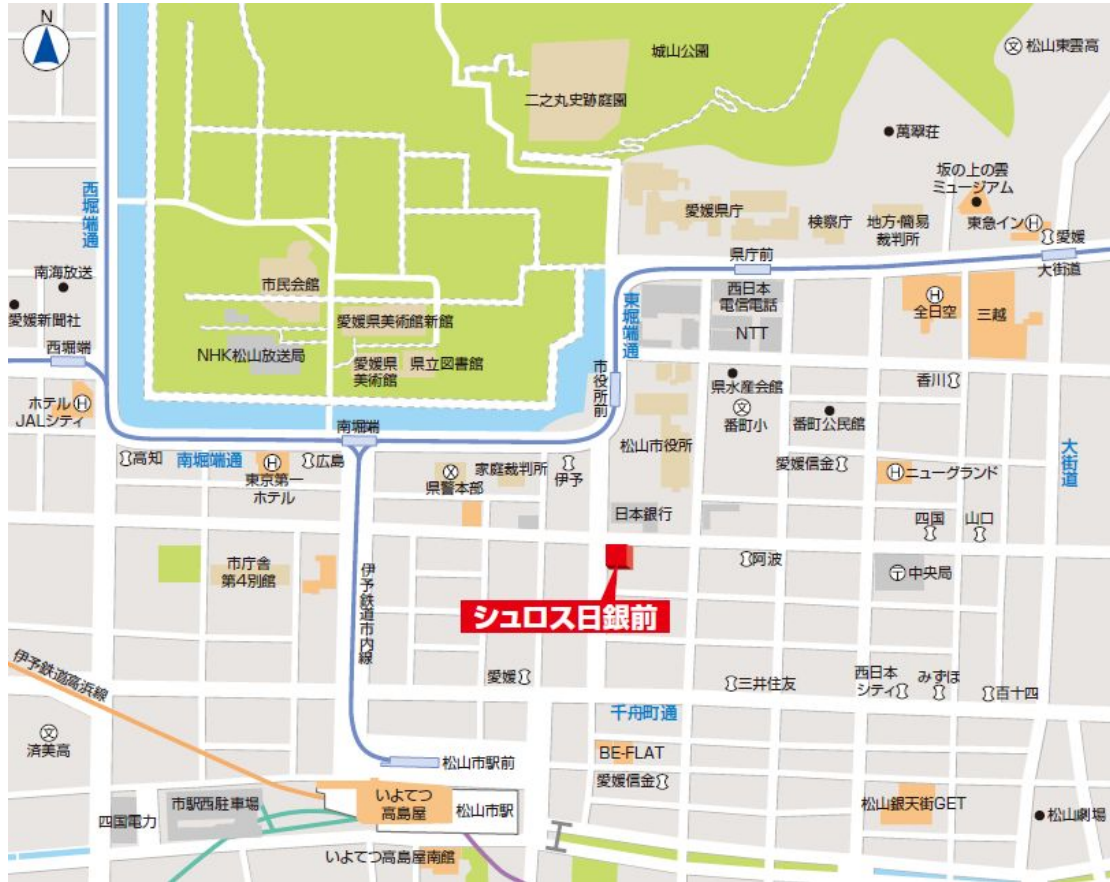 N
城山公園
文 松山東雲高
二之丸史跡庭園
萬翠荘
坂の上の雲
ミュージアム
西堀端通
愛媛県庁
検察庁
地方・簡易
裁判所
東急イン H
愛媛
県庁前
大街道
南海放送
市民会館
東堀端通
西日本
電信電話
H
全日空
三越
愛媛新聞社
愛媛県美術館新館
NTT
西堀端
NHK松山放送局
愛媛県
美術館
県立図書館
市役所前
県水産会館
香川
ホテル H
JALシティ
文
番町小
番町公民館
南堀端
松山市役所
大街道
高知
南堀端通
H
東京第一
ホテル
広島
県警本部
家庭裁判所
伊予
愛媛信金
H ニューグランド
日本銀行
四国
山口
市庁舎
第4別館
伊予鉄道市内線
阿波
〒 中央局
シュロス日銀前
伊予鉄道高浜線
愛媛
三井住友
西日本
シティ
みずほ
百十四
千舟町通
文
済美高
松山市駅前
BE-FLAT
愛媛信金
市駅西駐車場
いよてつ
高島屋
松山市駅
松山銀天街GET
四国電力
松山劇場
いよてつ高島屋南館